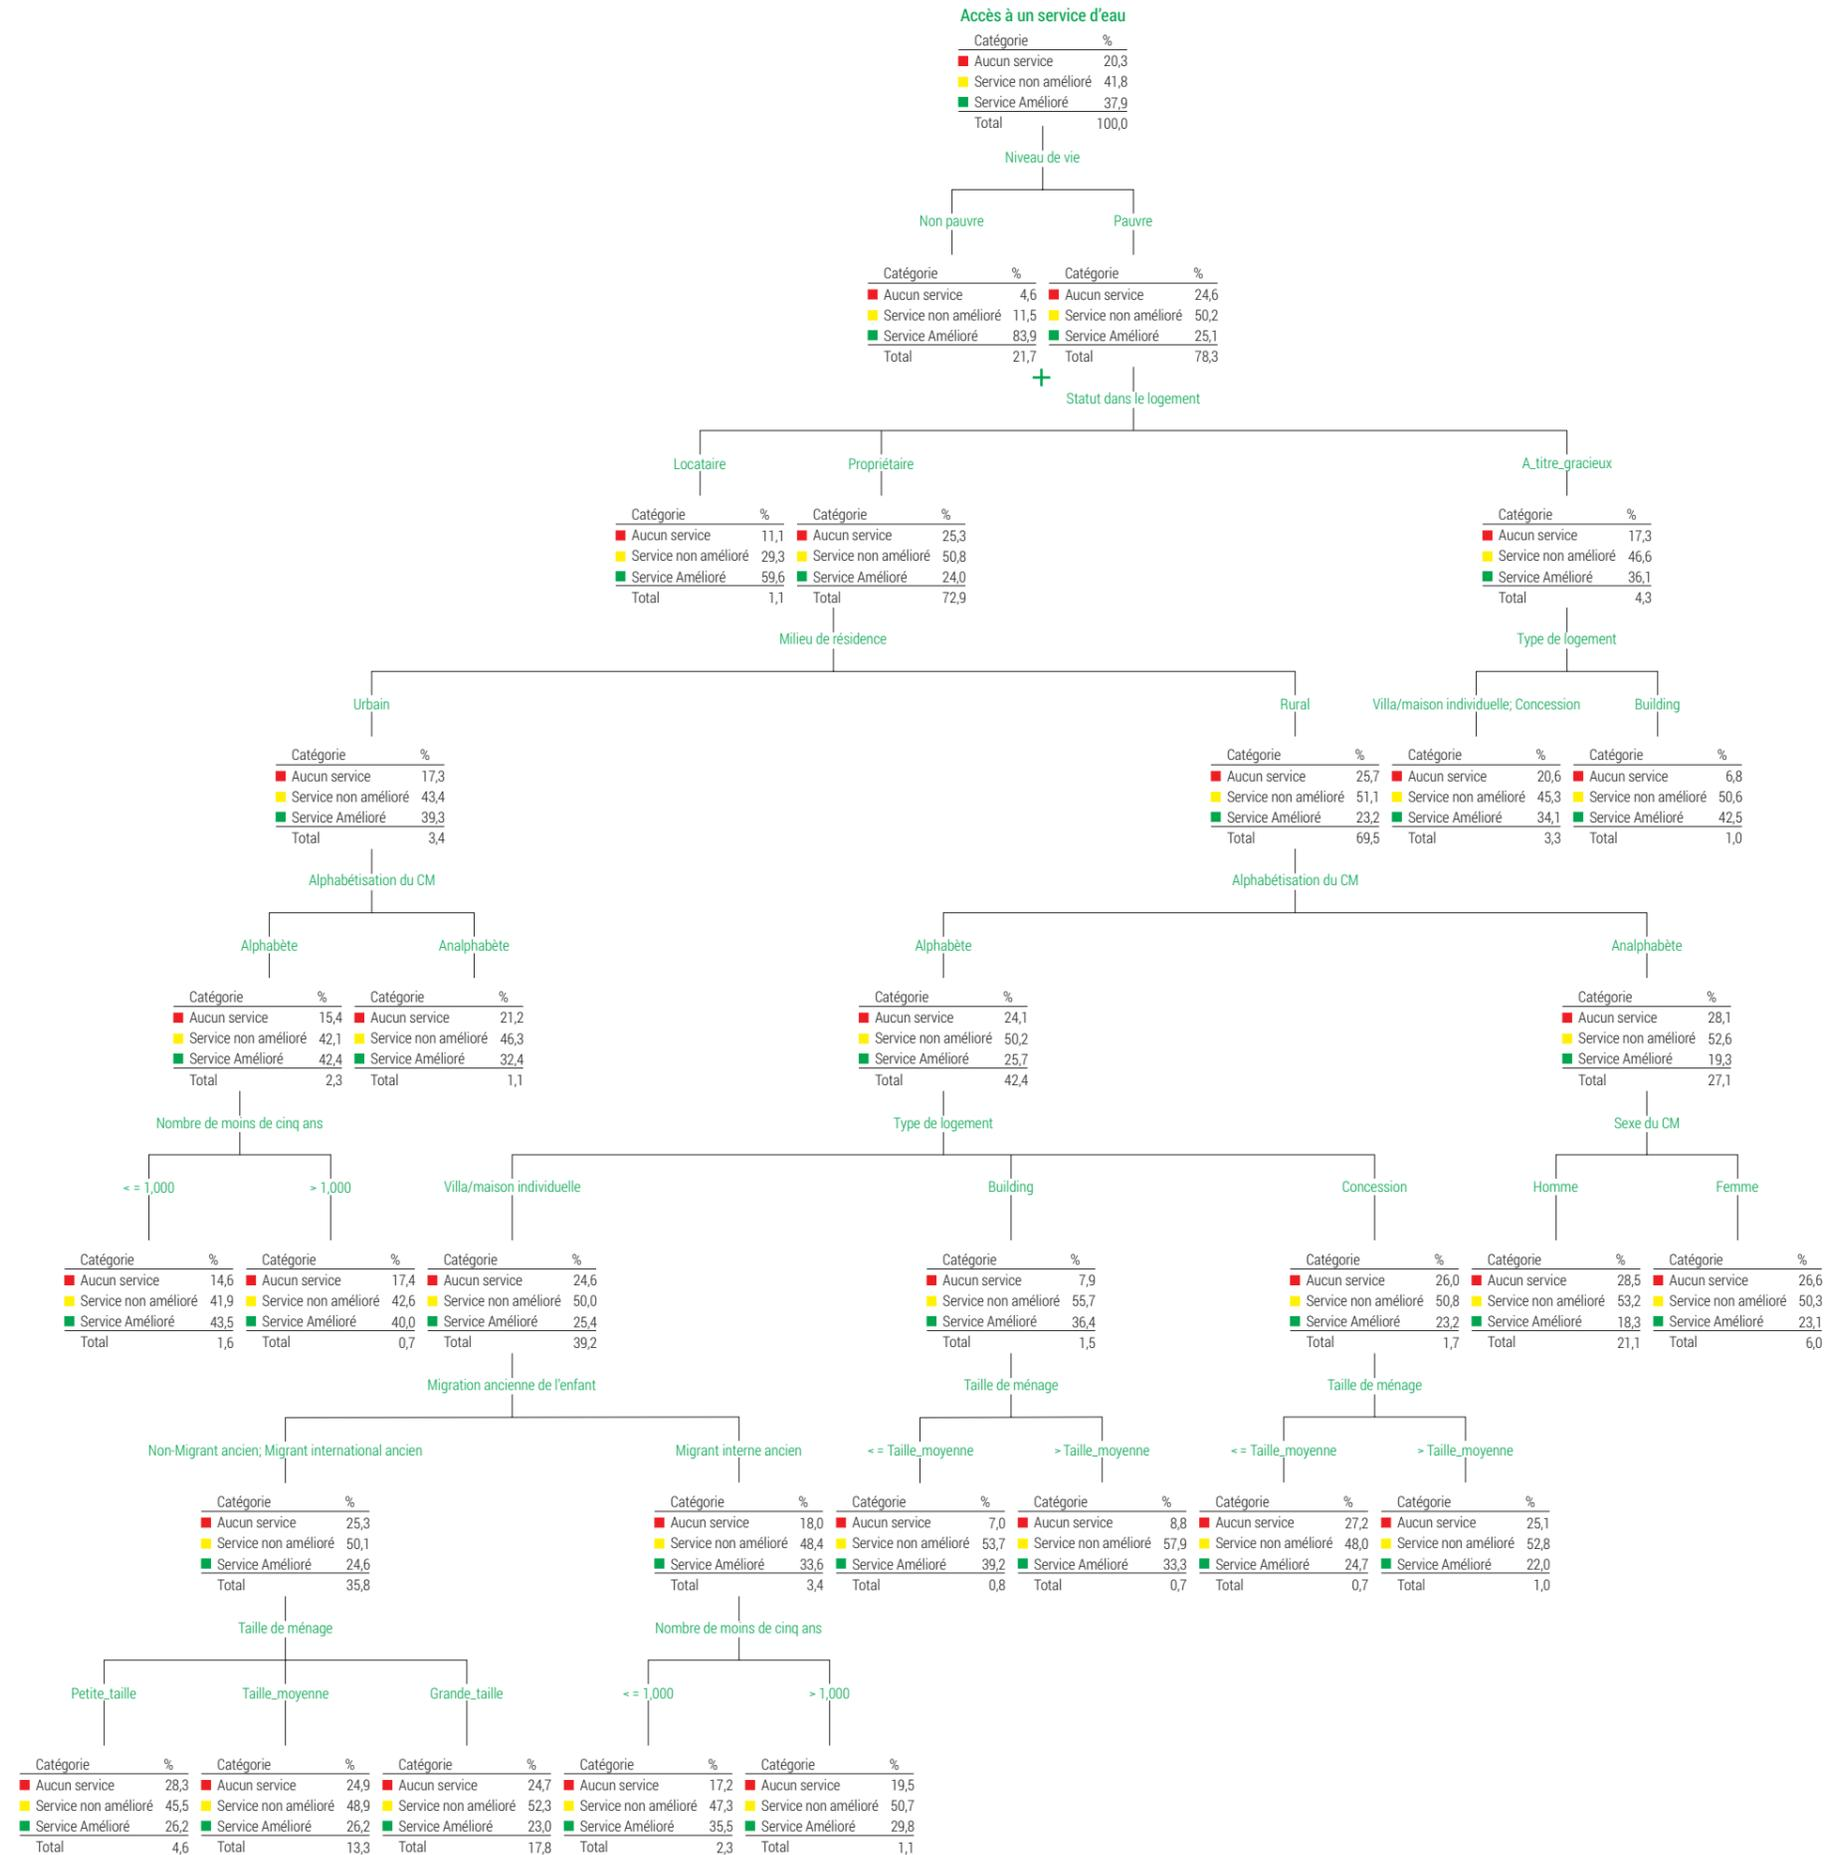 Accès à un service d'eau
Catégorie %
Aucun service 20,3
Service non amélioré 41,8
Service Amélioré 37,9
Total 100,0
Niveau de vie
Non pauvre
Catégorie %
Aucun service 4,6
Service non amélioré 11,5
Service Amélioré 83,9
Total 21,7
+
Pauvre
Catégorie %
Aucun service 24,6
Service non amélioré 50,2
Service Amélioré 25,1
Total 78,3
Statut dans le logement
Locataire
Catégorie %
Aucun service 11,1
Service non amélioré 29,3
Service Amélioré 59,6
Total 1,1
Propriétaire
Catégorie %
Aucun service 25,3
Service non amélioré 50,8
Service Amélioré 24,0
Total 72,9
A_titre_gracieux
Catégorie %
Aucun service 17,3
Service non amélioré 46,6
Service Amélioré 36,1
Total 4,3
Milieu de résidence
Type de logement
Urbain
Catégorie %
Aucun service 17,3
Service non amélioré 43,4
Service Amélioré 39,3
Total 3,4
Rural
Catégorie %
Aucun service 25,7
Service non amélioré 51,1
Service Amélioré 23,2
Total 69,5
Villa/maison individuelle; Concession
Catégorie %
Aucun service 20,6
Service non amélioré 45,3
Service Amélioré 34,1
Total 3,3
Building
Catégorie %
Aucun service 6,8
Service non amélioré 50,6
Service Amélioré 42,5
Total 1,0
Alphabétisation du CM
Alphabétisation du CM
Alphabète
Catégorie %
Aucun service 15,4
Service non amélioré 42,1
Service Amélioré 42,4
Total 2,3
Analphabète
Catégorie %
Aucun service 21,2
Service non amélioré 46,3
Service Amélioré 32,4
Total 1,1
Alphabète
Catégorie %
Aucun service 24,1
Service non amélioré 50,2
Service Amélioré 25,7
Total 42,4
Analphabète
Catégorie %
Aucun service 28,1
Service non amélioré 52,6
Service Amélioré 19,3
Total 27,1
Nombre de moins de cinq ans
Type de logement
Sexe du CM
< = 1,000
Catégorie %
Aucun service 14,6
Service non amélioré 41,9
Service Amélioré 43,5
Total 1,6
> 1,000
Catégorie %
Aucun service 17,4
Service non amélioré 42,6
Service Amélioré 40,0
Total 0,7
Villa/maison individuelle
Catégorie %
Aucun service 24,6
Service non amélioré 50,0
Service Amélioré 25,4
Total 39,2
Building
Catégorie %
Aucun service 7,9
Service non amélioré 55,7
Service Amélioré 36,4
Total 1,5
Concession
Catégorie %
Aucun service 26,0
Service non amélioré 50,8
Service Amélioré 23,2
Total 1,7
Homme
Catégorie %
Aucun service 28,5
Service non amélioré 53,2
Service Amélioré 18,3
Total 21,1
Femme
Catégorie %
Aucun service 26,6
Service non amélioré 50,3
Service Amélioré 23,1
Total 6,0
Migration ancienne de l'enfant
Taille de ménage
Taille de ménage
Non-Migrant ancien; Migrant international ancien
Catégorie %
Aucun service 25,3
Service non amélioré 50,1
Service Amélioré 24,6
Total 35,8
Migrant interne ancien
Catégorie %
Aucun service 18,0
Service non amélioré 48,4
Service Amélioré 33,6
Total 3,4
< = Taille_moyenne
Catégorie %
Aucun service 7,0
Service non amélioré 53,7
Service Amélioré 39,2
Total 0,8
> Taille_moyenne
Catégorie %
Aucun service 8,8
Service non amélioré 57,9
Service Amélioré 33,3
Total 0,7
< = Taille_moyenne
Catégorie %
Aucun service 27,2
Service non amélioré 48,0
Service Amélioré 24,7
Total 0,7
> Taille_moyenne
Catégorie %
Aucun service 25,1
Service non amélioré 52,8
Service Amélioré 22,0
Total 1,0
Taille de ménage
Nombre de moins de cinq ans
Petite_taille
Catégorie %
Aucun service 28,3
Service non amélioré 45,5
Service Amélioré 26,2
Total 4,6
Taille_moyenne
Catégorie %
Aucun service 24,9
Service non amélioré 48,9
Service Amélioré 26,2
Total 13,3
Grande_taille
Catégorie %
Aucun service 24,7
Service non amélioré 52,3
Service Amélioré 23,0
Total 17,8
< = 1,000
Catégorie %
Aucun service 17,2
Service non amélioré 47,3
Service Amélioré 35,5
Total 2,3
> 1,000
Catégorie %
Aucun service 19,5
Service non amélioré 50,7
Service Amélioré 29,8
Total 1,1